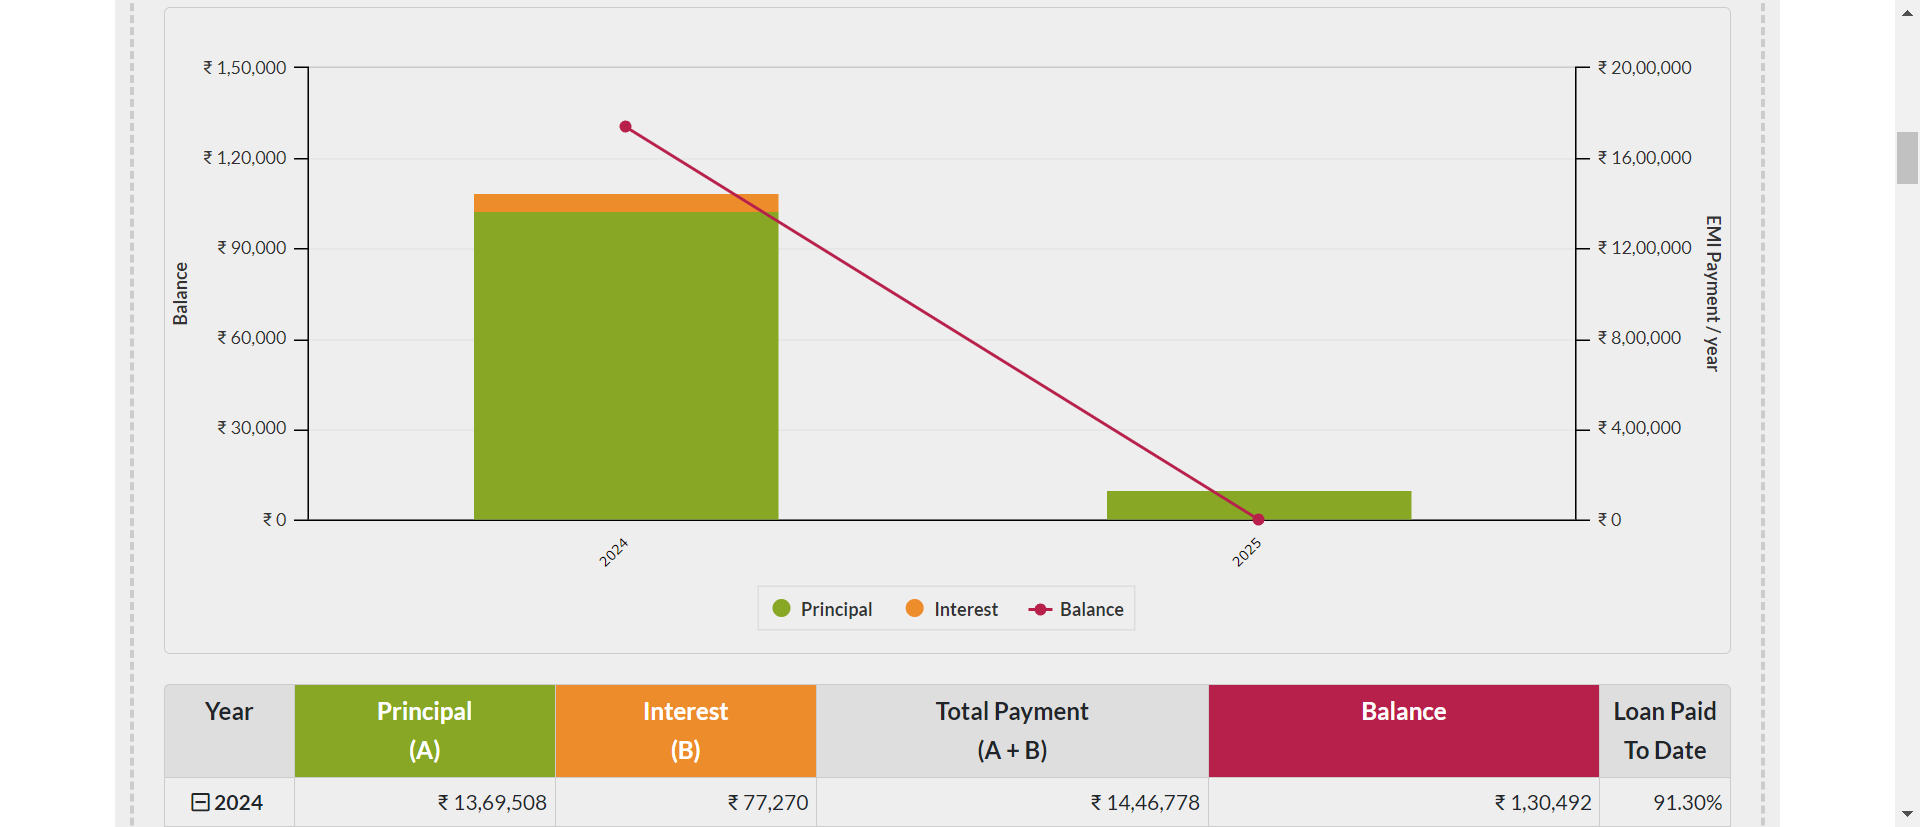 ₹ 1,50,000
₹ 1,20,000
₹ 90,000
₹ 60,000
₹ 30,000
₹ 0
Balance
₹ 20,00,000
₹ 16,00,000
₹ 12,00,000
₹ 8,00,000
₹ 4,00,000
₹ 0
EMI Payment / year
2024
2025
Principal Interest Balance
Year Principal Interest Total Payment Balance Loan Paid
(A) (B) (A + B) To Date
2024 ₹ 13,69,508 ₹ 77,270 ₹ 14,46,778 ₹ 1,30,492 91.30%